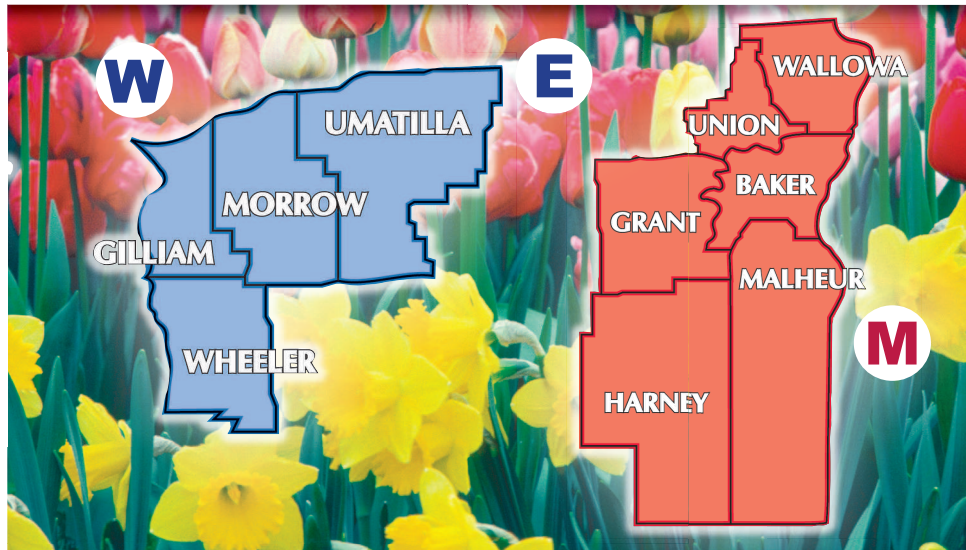 W
E
UMATILLA
MORROW
GILLIAM
WHEELER
WALLOWA
UNION
BAKER
GRANT
MALHEUR
HARNEY
M